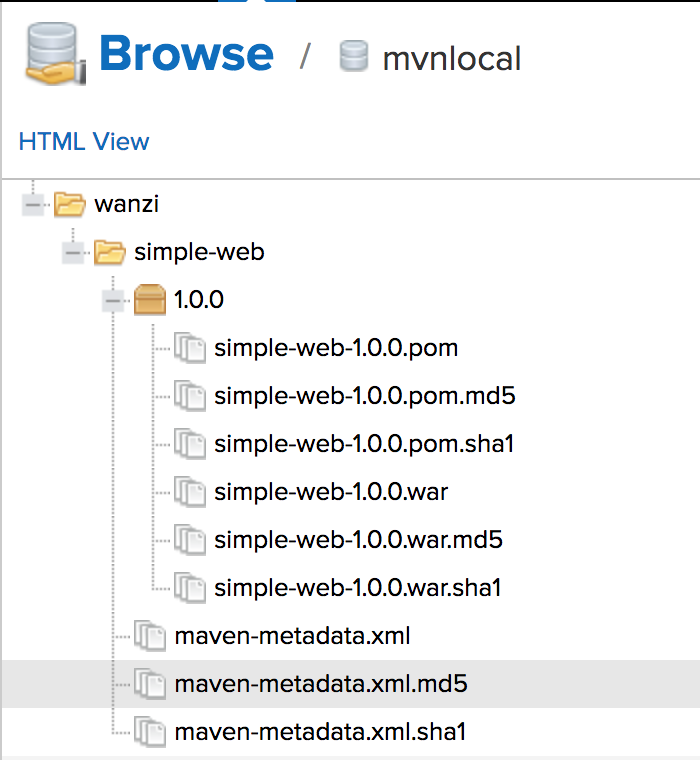 Browse / mvnlocal
HTML View
wanzi
simple-web
1.0.0
simple-web-1.0.0.pom
simple-web-1.0.0.pom.md5
simple-web-1.0.0.pom.sha1
simple-web-1.0.0.war
simple-web-1.0.0.war.md5
simple-web-1.0.0.war.sha1
maven-metadata.xml
maven-metadata.xml.md5
maven-metadata.xml.sha1